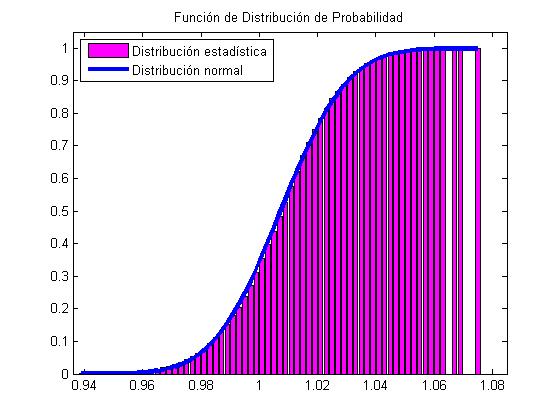 Función de Distribución de Probabilidad
Distribución estadística
Distribución normal
1
0.9
0.8
0.7
0.6
0.5
0.4
0.3
0.2
0.1
0
0.94 0.96 0.98 1 1.02 1.04 1.06 1.08